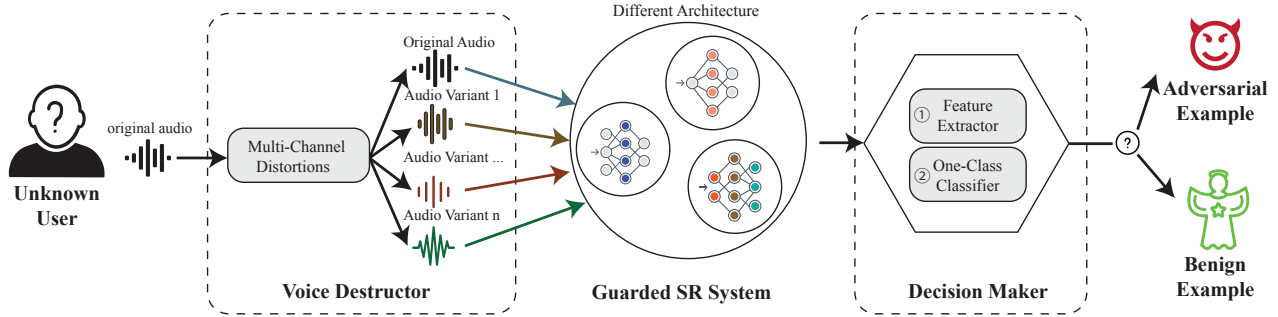 ?
Unknown
User
original audio
Multi-Channel
Distortions
Original Audio
Audio Variant 1
Audio Variant ...
Audio Variant n
Voice Destructor
Different Architecture
Guarded SR System
① Feature
Extractor
② One-Class
Classifier
Decision Maker
?
Adversarial
Example
Benign
Example